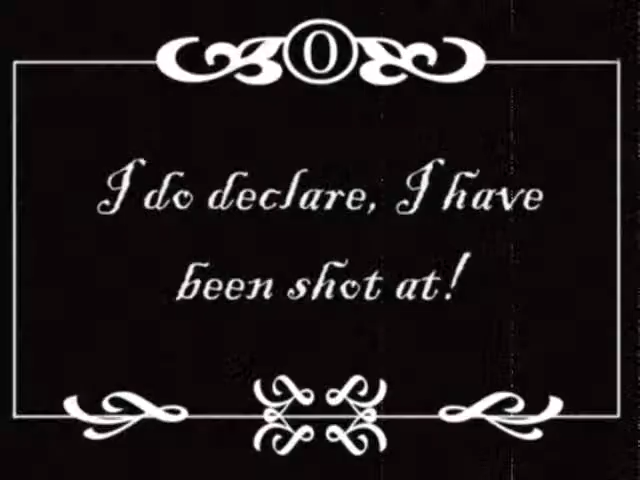 O
I do declare, I have
been shot at!